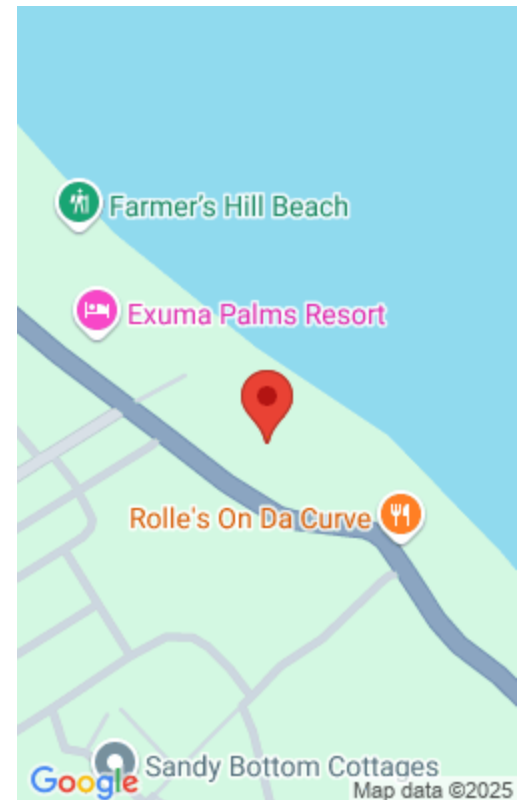 Farmer's Hill Beach
Exuma Palms Resort
Rolle's On Da Curve
Sandy Bottom Cottages
Google
Map data ©2025